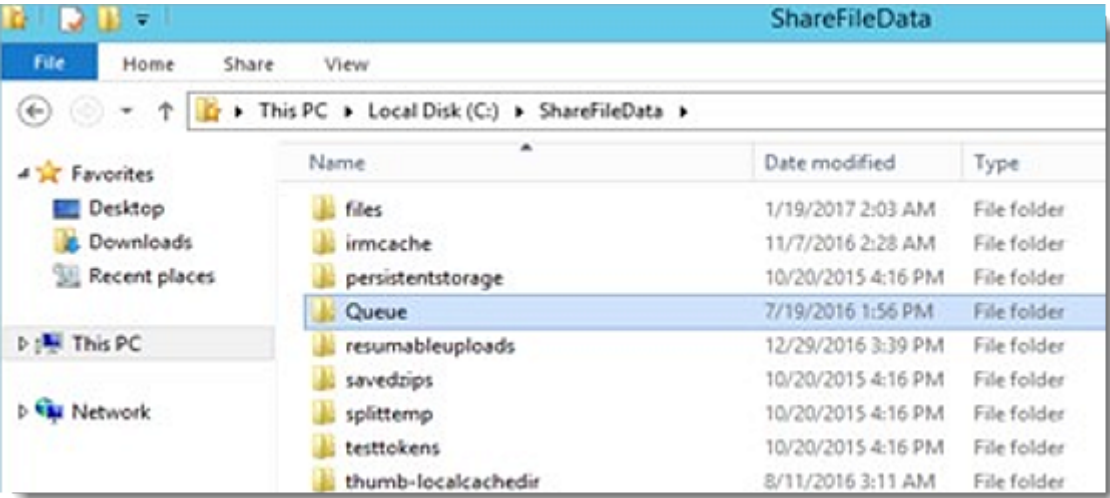 ShareFileData
File Home Share View
This PC Local Disk (C:) ShareFileData
Name Date modified Type
Favorites
Desktop
Downloads
Recent places
This PC
Network
files 1/19/2017 2:03 AM File folder
irmcache 11/7/2016 2:28 AM File folder
persistentstorage 10/20/2015 4:16 PM File folder
Queue 7/19/2016 1:56 PM File folder
resumableuploads 12/29/2016 3:39 PM File folder
savedzips 10/20/2015 4:16 PM File folder
splittemp 10/20/2015 4:16 PM File folder
testtokens 10/20/2015 4:16 PM File folder
thumb-localcachedir 8/11/2016 3:11 AM File folder